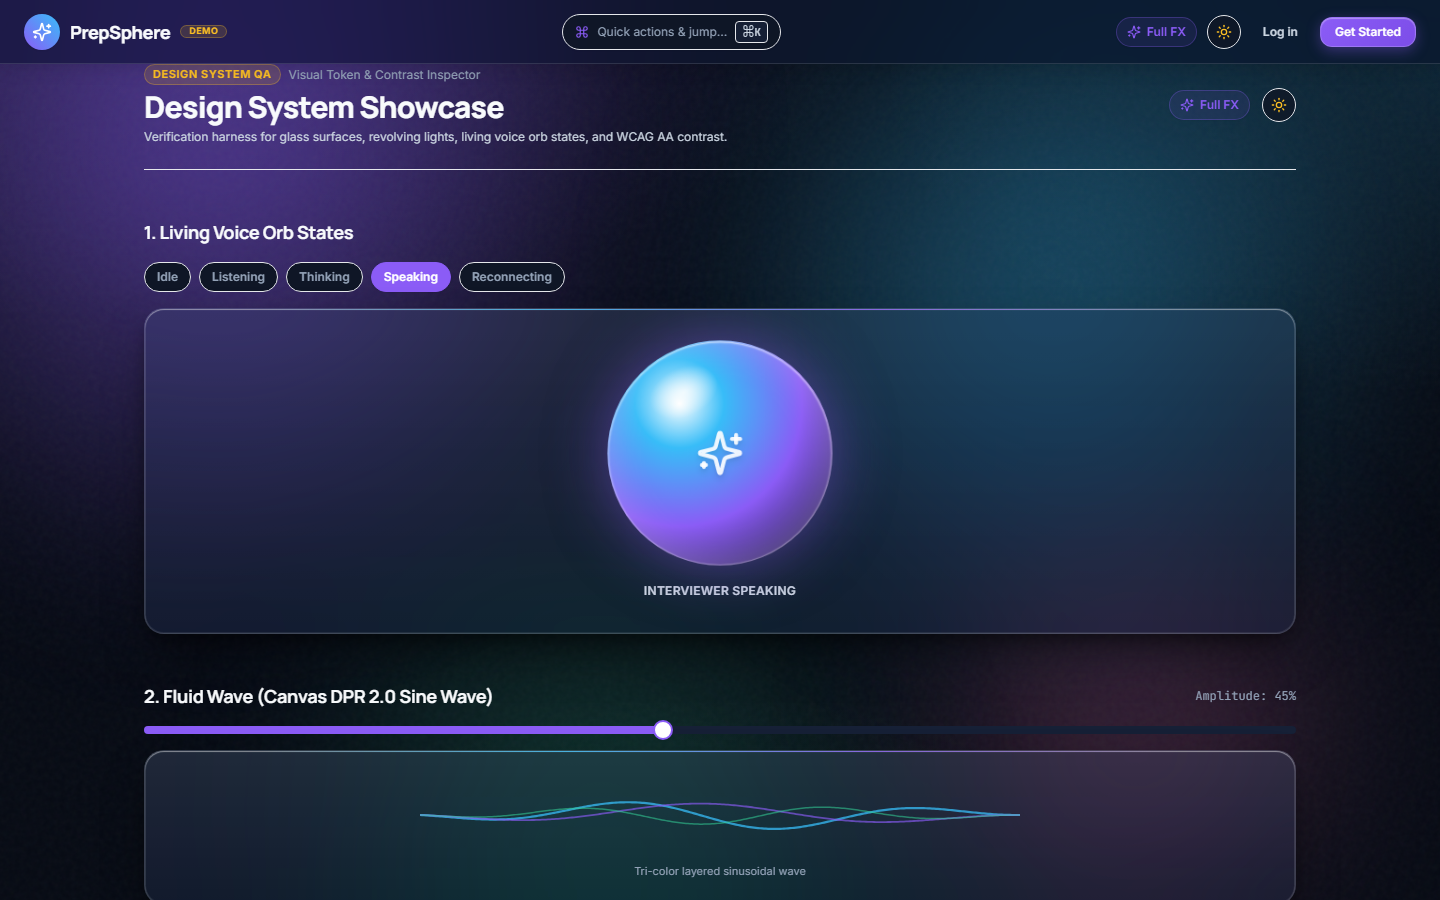 PrepSphere DEMO
Quick actions & jump... ⌘K
Full FX
Log in
Get Started
DESIGN SYSTEM QA Visual Token & Contrast Inspector
Design System Showcase
Full FX
Verification harness for glass surfaces, revolving lights, living voice orb states, and WCAG AA contrast.
1. Living Voice Orb States
Idle Listening Thinking Speaking Reconnecting
INTERVIEWER SPEAKING
2. Fluid Wave (Canvas DPR 2.0 Sine Wave)
Amplitude: 45%
Tri-color layered sinusoidal wave